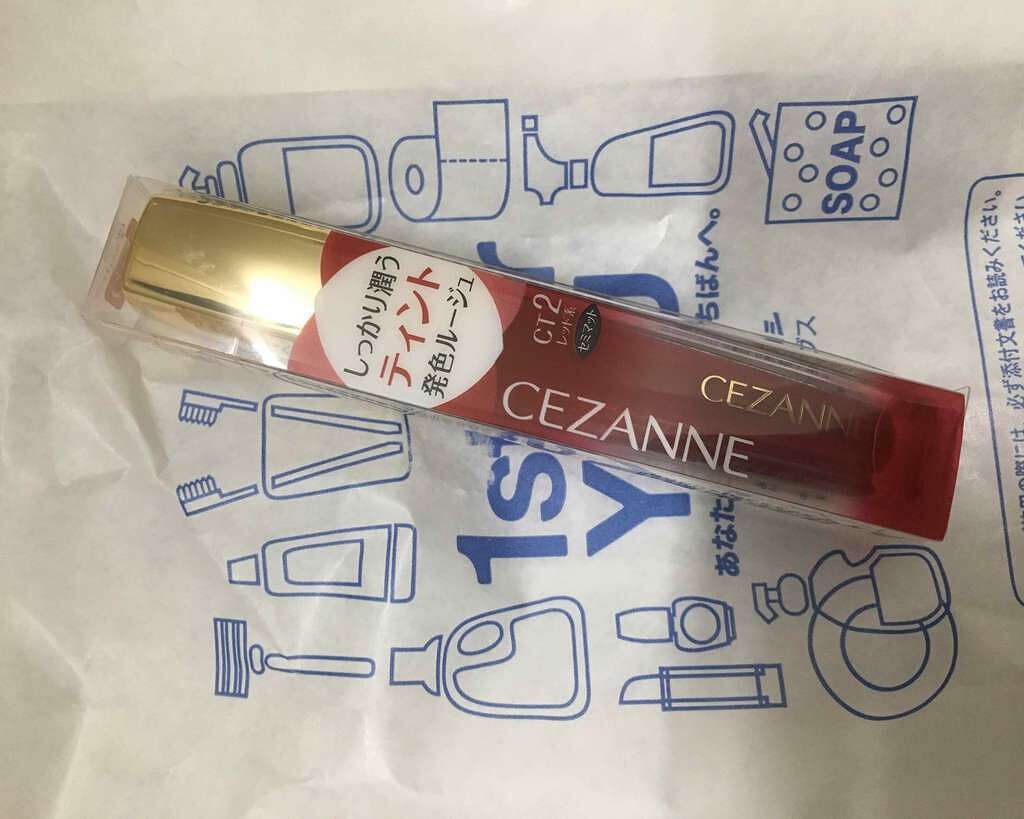 しっかり潤う
ティント
発色ルージュ
CT2
レッド系
セミマット
CEZANNE
CEZANN
SOAP
1st
Y
あなた
ちばんへ。
必ず添付文書をお読みください。